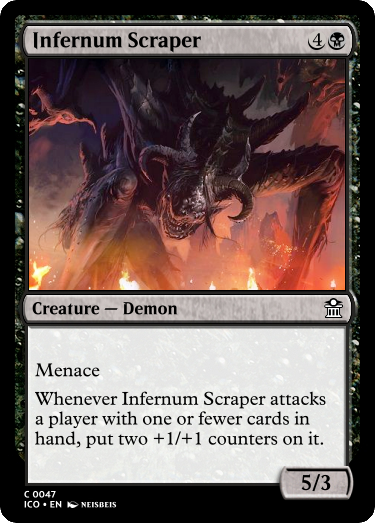 Infernum Scraper 4
Creature — Demon
Menace
Whenever Infernum Scraper attacks
a player with one or fewer cards in
hand, put two +1/+1 counters on it.
5/3
C 0047
ICO • EN NEISBEIS